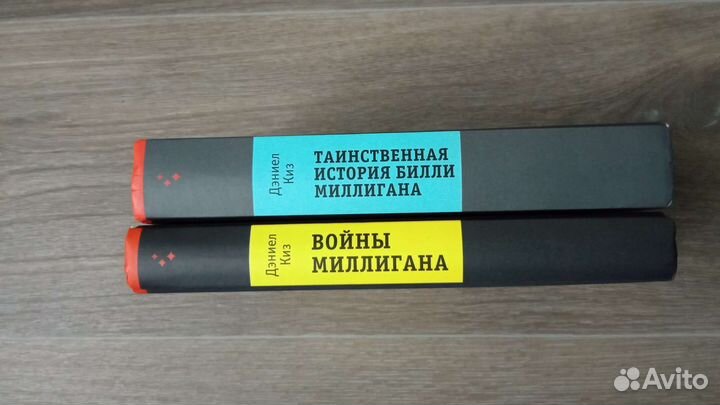 Дэниел
Киз
ТАИНСТВЕННАЯ
ИСТОРИЯ БИЛЛИ
МИЛЛИГАНА
Дэниел
Киз
ВОЙНЫ
МИЛЛИГАНА
Avito